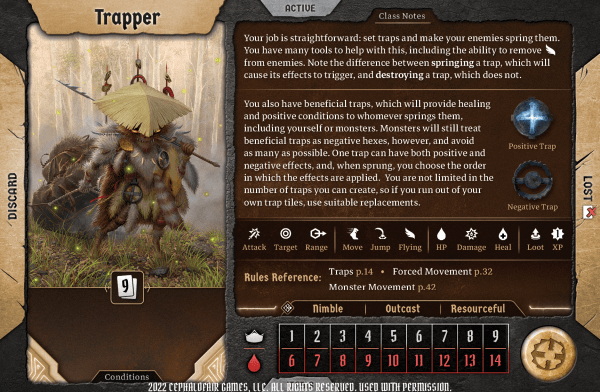 Trapper
ACTIVE
Class Notes
Your job is straightforward: set traps and make your enemies spring them.
You have many tools to help with this, including the ability to remove
from enemies. Note the difference between springing a trap, which will
cause its effects to trigger, and destroying a trap, which does not.
You also have beneficial traps, which will provide healing
and positive conditions to whomever springs them,
including yourself or monsters. Monsters will still treat
beneficial traps as negative hexes, however, and avoid
as many as possible. One trap can have both positive and
negative effects, and, when sprung, you choose the order
in which the effects are applied. You are not limited in the
number of traps you can create, so if you run out of your
own trap tiles, use suitable replacements.
Positive Trap
Negative Trap
DISCARD
LOST
Attack Target Range Move Jump Flying HP Damage Heal Loot XP
9
Rules Reference: Traps p.14 • Forced Movement p.32
Monster Movement p.42
Nimble Outcast Resourceful
1 2 3 4 5 6 7 8 9
6 7 8 9 10 11 12 13 14
Conditions
2022 CEPHALOFAIR GAMES, LLC. ALL RIGHTS RESERVED. USED WITH PERMISSION.